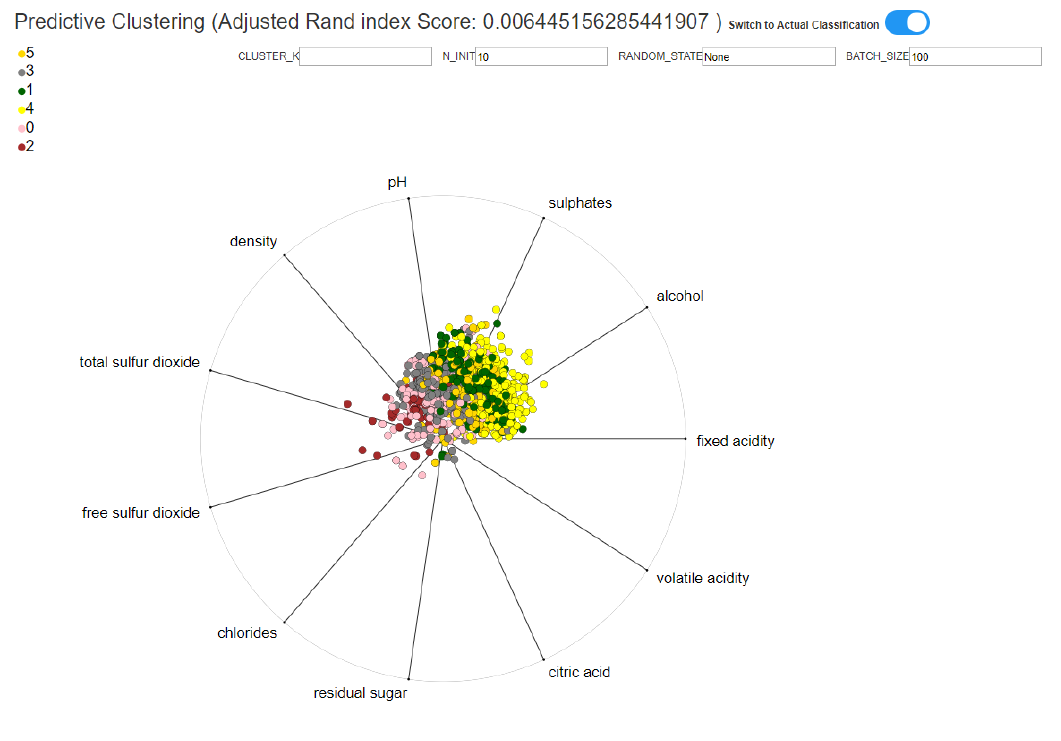 Predictive Clustering (Adjusted Rand index Score: 0.006445156285441907 ) Switch to Actual Classification
5
CLUSTER_K N_INIT 10 RANDOM_STATE None BATCH_SIZE 100
3
1
4
0
2
pH
sulphates
density
alcohol
total sulfur dioxide
fixed acidity
free sulfur dioxide
volatile acidity
chlorides
citric acid
residual sugar